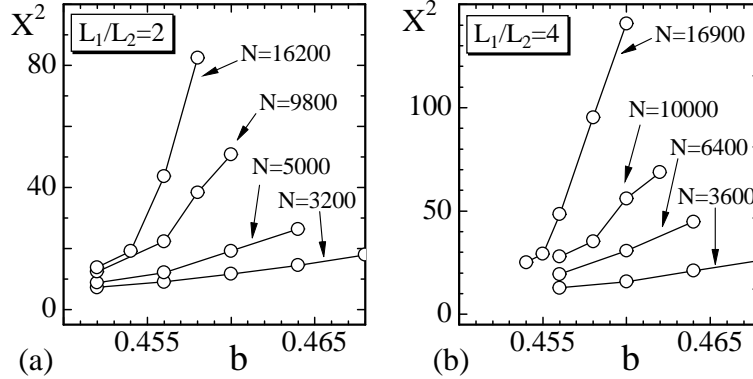 X²
L₁/L₂=2
80
40
0
N=16200
N=9800
N=5000
N=3200
0.455
0.465
(a)
b
X²
L₁/L₂=4
100
50
0
N=16900
N=10000
N=6400
N=3600
0.455
0.465
(b)
b